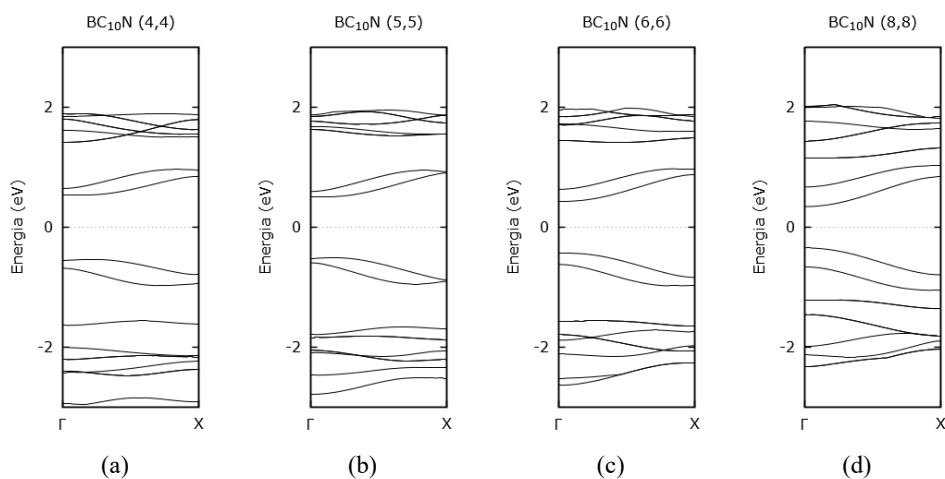 BC₁₀N (4,4)
Energia (eV)
2
0
-2
Γ
X
(a)
BC₁₀N (5,5)
Energia (eV)
2
0
-2
Γ
X
(b)
BC₁₀N (6,6)
Energia (eV)
2
0
-2
Γ
X
(c)
BC₁₀N (8,8)
Energia (eV)
2
0
-2
Γ
X
(d)